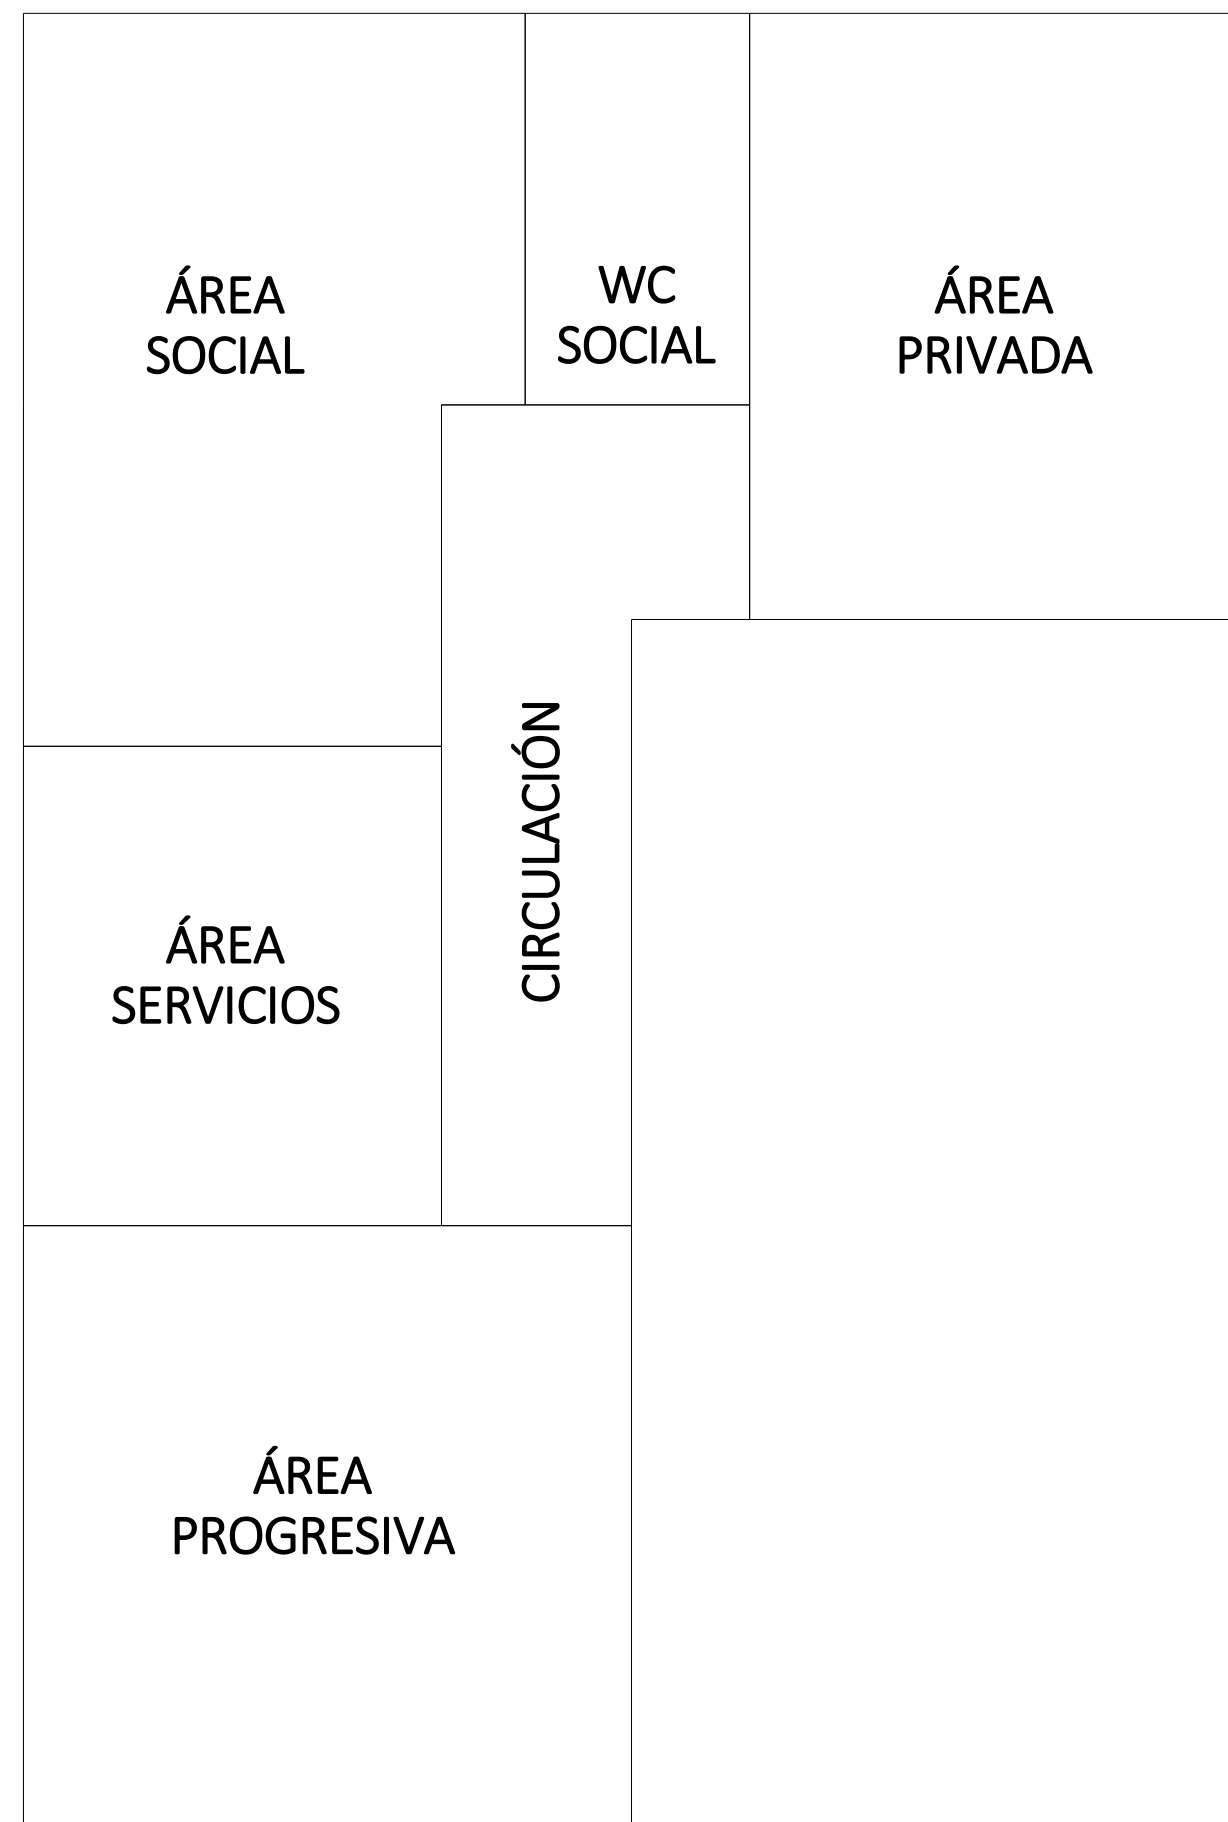 ÁREA
SOCIAL
WC
SOCIAL
ÁREA
PRIVADA
CIRCULACIÓN
ÁREA
SERVICIOS
ÁREA
PROGRESIVA